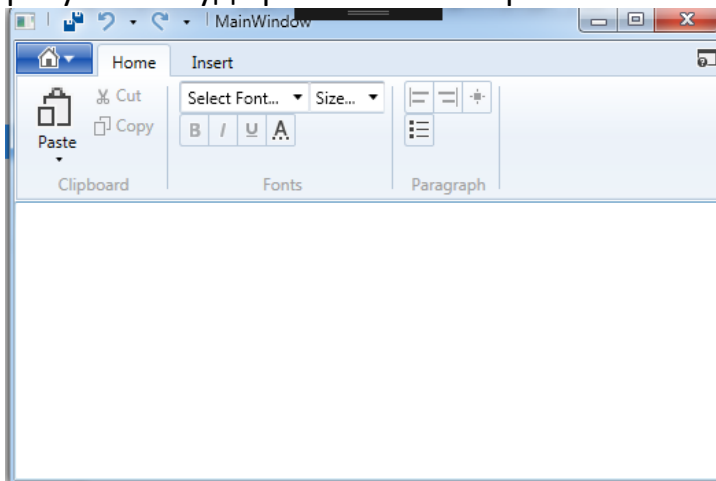 MainWindow
Home Insert
Cut Select Font... Size...
Copy B I U A
Paste
Clipboard Fonts Paragraph